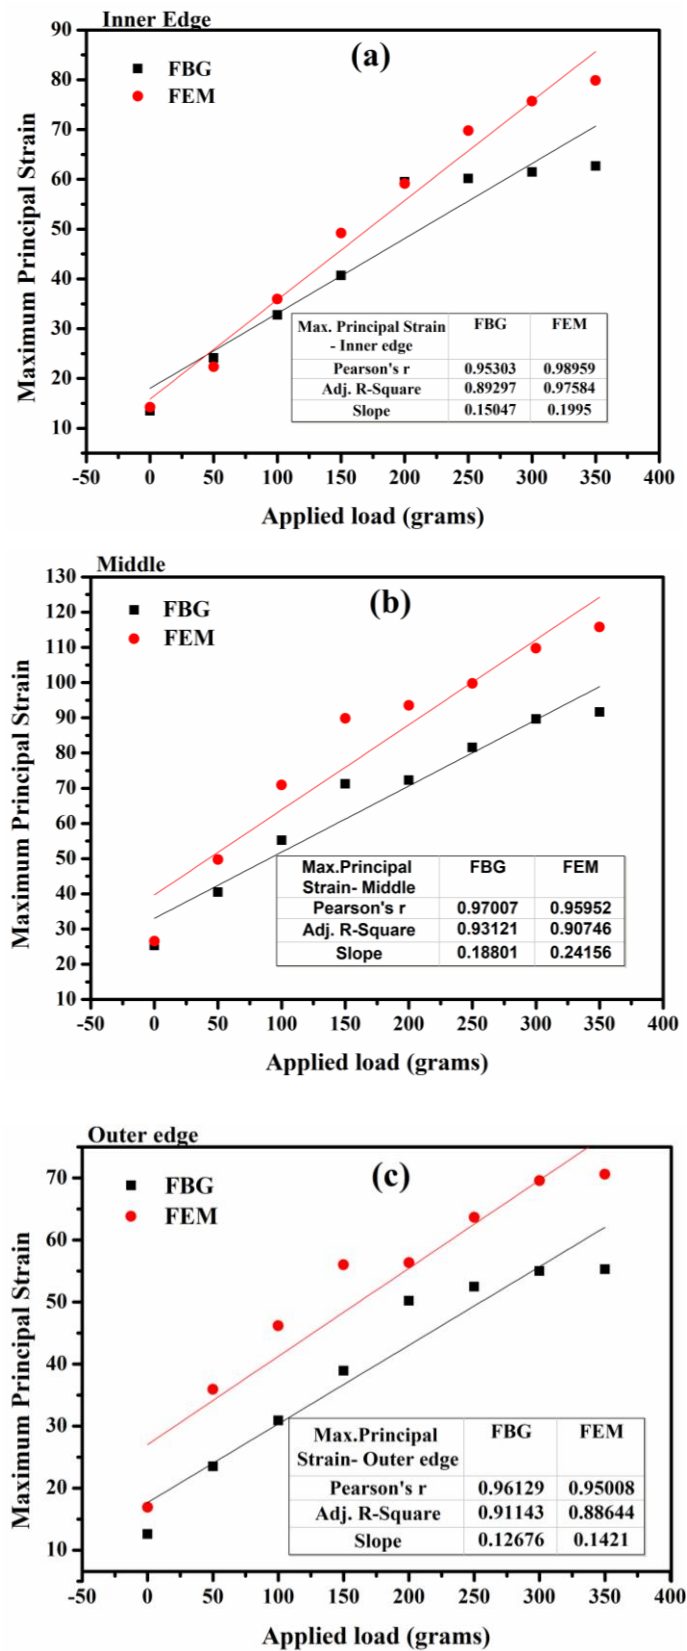 Inner Edge
(a)
FBG
FEM
90
80
70
60
50
40
30
20
10
Maximum Principal Strain
Max. Principal Strain FBG FEM
- Inner edge
Pearson's r 0.95303 0.98959
Adj. R-Square 0.89297 0.97584
Slope 0.15047 0.1995
-50 0 50 100 150 200 250 300 350 400
Applied load (grams)
Middle
(b)
FBG
FEM
130
120
110
100
90
80
70
60
50
40
30
20
10
Maximum Principal Strain
Max.Principal FBG FEM
Strain- Middle
Pearson's r 0.97007 0.95952
Adj. R-Square 0.93121 0.90746
Slope 0.18801 0.24156
-50 0 50 100 150 200 250 300 350 400
Applied load (grams)
Outer edge
(c)
FBG
FEM
70
60
50
40
30
20
10
Maximum Principal Strain
Max.Principal FBG FEM
Strain- Outer edge
Pearson's r 0.96129 0.95008
Adj. R-Square 0.91143 0.88644
Slope 0.12676 0.1421
-50 0 50 100 150 200 250 300 350 400
Applied load (grams)